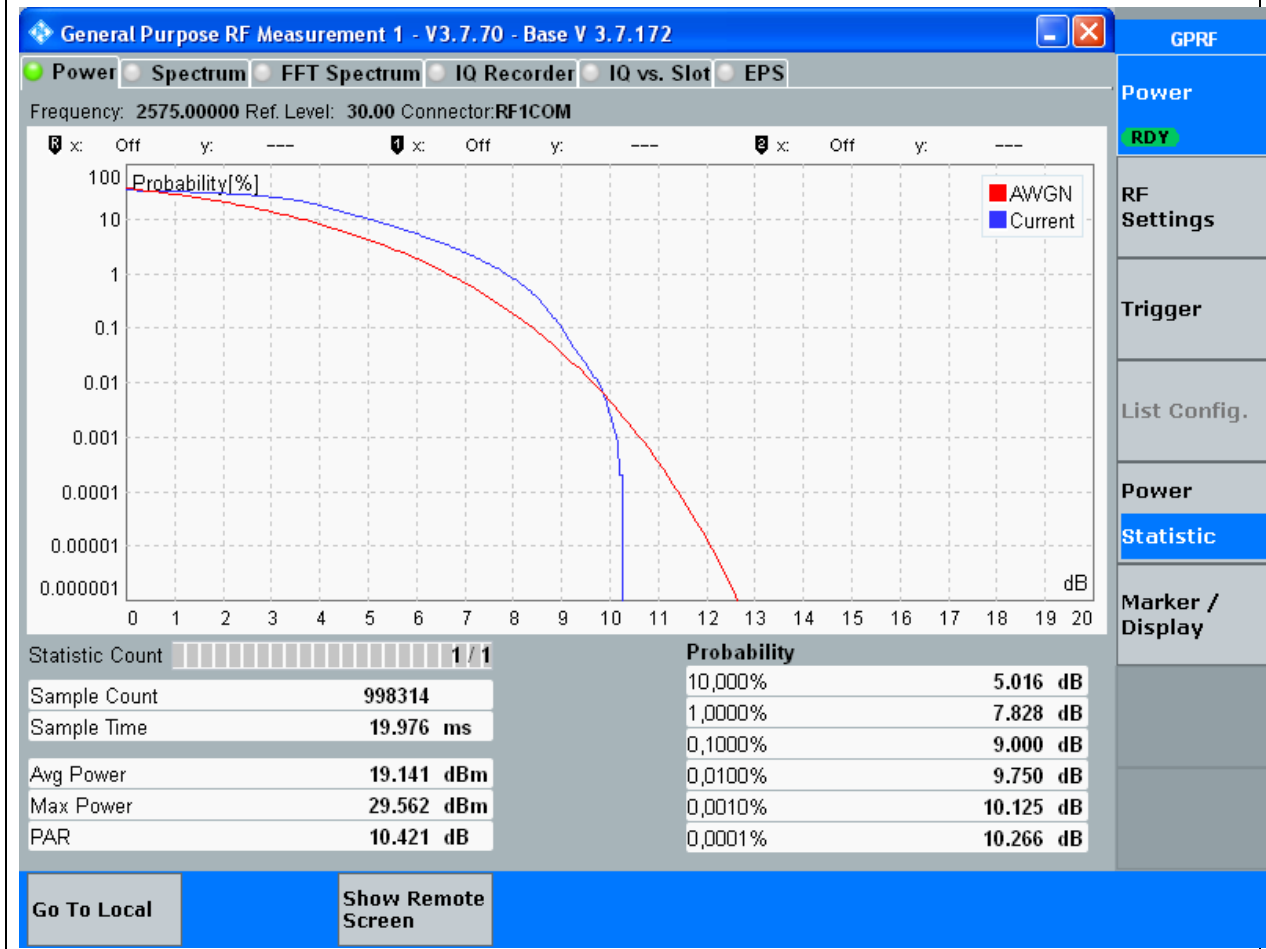 General Purpose RF Measurement 1 - V3.7.70 - Base V 3.7.172
GPRF
Power Spectrum FFT Spectrum IQ Recorder IQ vs. Slot EPS
Frequency: 2575.00000 Ref. Level: 30.00 Connector:RF1COM
R x: Off y: --- 1 x: Off y: --- 2 x: Off y: ---
Probability[%]
100
10
1
0.1
0.01
0.001
0.0001
0.00001
0.000001
AWGN
Current
dB
0 1 2 3 4 5 6 7 8 9 10 11 12 13 14 15 16 17 18 19 20
Statistic Count 1 / 1
Sample Count 998314
Sample Time 19.976 ms
Avg Power 19.141 dBm
Max Power 29.562 dBm
PAR 10.421 dB
Probability
10,000% 5.016 dB
1,0000% 7.828 dB
0,1000% 9.000 dB
0,0100% 9.750 dB
0,0010% 10.125 dB
0,0001% 10.266 dB
Power
RDY
RF
Settings
Trigger
List Config.
Power
Statistic
Marker /
Display
Go To Local
Show Remote
Screen